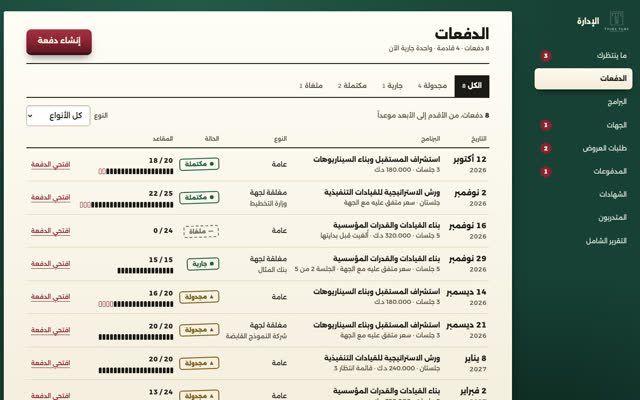 الإدارة
THREE TURN
ما ينتظرك 3
الدفعات
البرامج
الجهات 1
طلبات العروض 2
المدفوعات 1
الشهادات
المتدربون
التقرير الشامل
الدفعات
8 دفعات · 4 قادمة · واحدة جارية الآن
إنشاء دفعة
الكل 8 مجدولة 4 جارية 1 مكتملة 2 ملغاة 1
8 دفعات، من الأقدم إلى الأبعد موعداً
النوع كل الأنواع
التاريخ البرنامج النوع الحالة المقاعد
12 أكتوبر استشراف المستقبل وبناء السيناريوهات عامة مكتملة 18 / 20 افتحي الدفعة
2026 3 جلسات · 180.000 د.ك
2 نوفمبر ورش الاستراتيجية للقيادات التنفيذية مغلقة لجهة مكتملة 22 / 25 افتحي الدفعة
2026 جلستان · سعر متفق عليه مع الجهة وزارة التخطيط
16 نوفمبر بناء القيادات والقدرات المؤسسية عامة ملغاة 0 / 24 افتحي الدفعة
2026 5 جلسات · 320.000 د.ك · ألغيت قبل بدايتها
29 نوفمبر بناء القيادات والقدرات المؤسسية مغلقة لجهة جارية 15 / 15 افتحي الدفعة
2026 5 جلسات · سعر متفق عليه مع الجهة · الجلسة 2 من 5 بنك المثال
14 ديسمبر استشراف المستقبل وبناء السيناريوهات عامة مجدولة 16 / 20 افتحي الدفعة
2026 3 جلسات · 180.000 د.ك
21 ديسمبر استشراف المستقبل وبناء السيناريوهات مغلقة لجهة مجدولة 20 / 20 افتحي الدفعة
2026 3 جلسات · سعر متفق عليه مع الجهة شركة النموذج القابضة
8 يناير ورش الاستراتيجية للقيادات التنفيذية عامة مجدولة 20 / 20 افتحي الدفعة
2027 جلستان · 240.000 د.ك · قائمة انتظار 3
2 فبراير بناء القيادات والقدرات المؤسسية عامة مجدولة 13 / 24 افتحي الدفعة